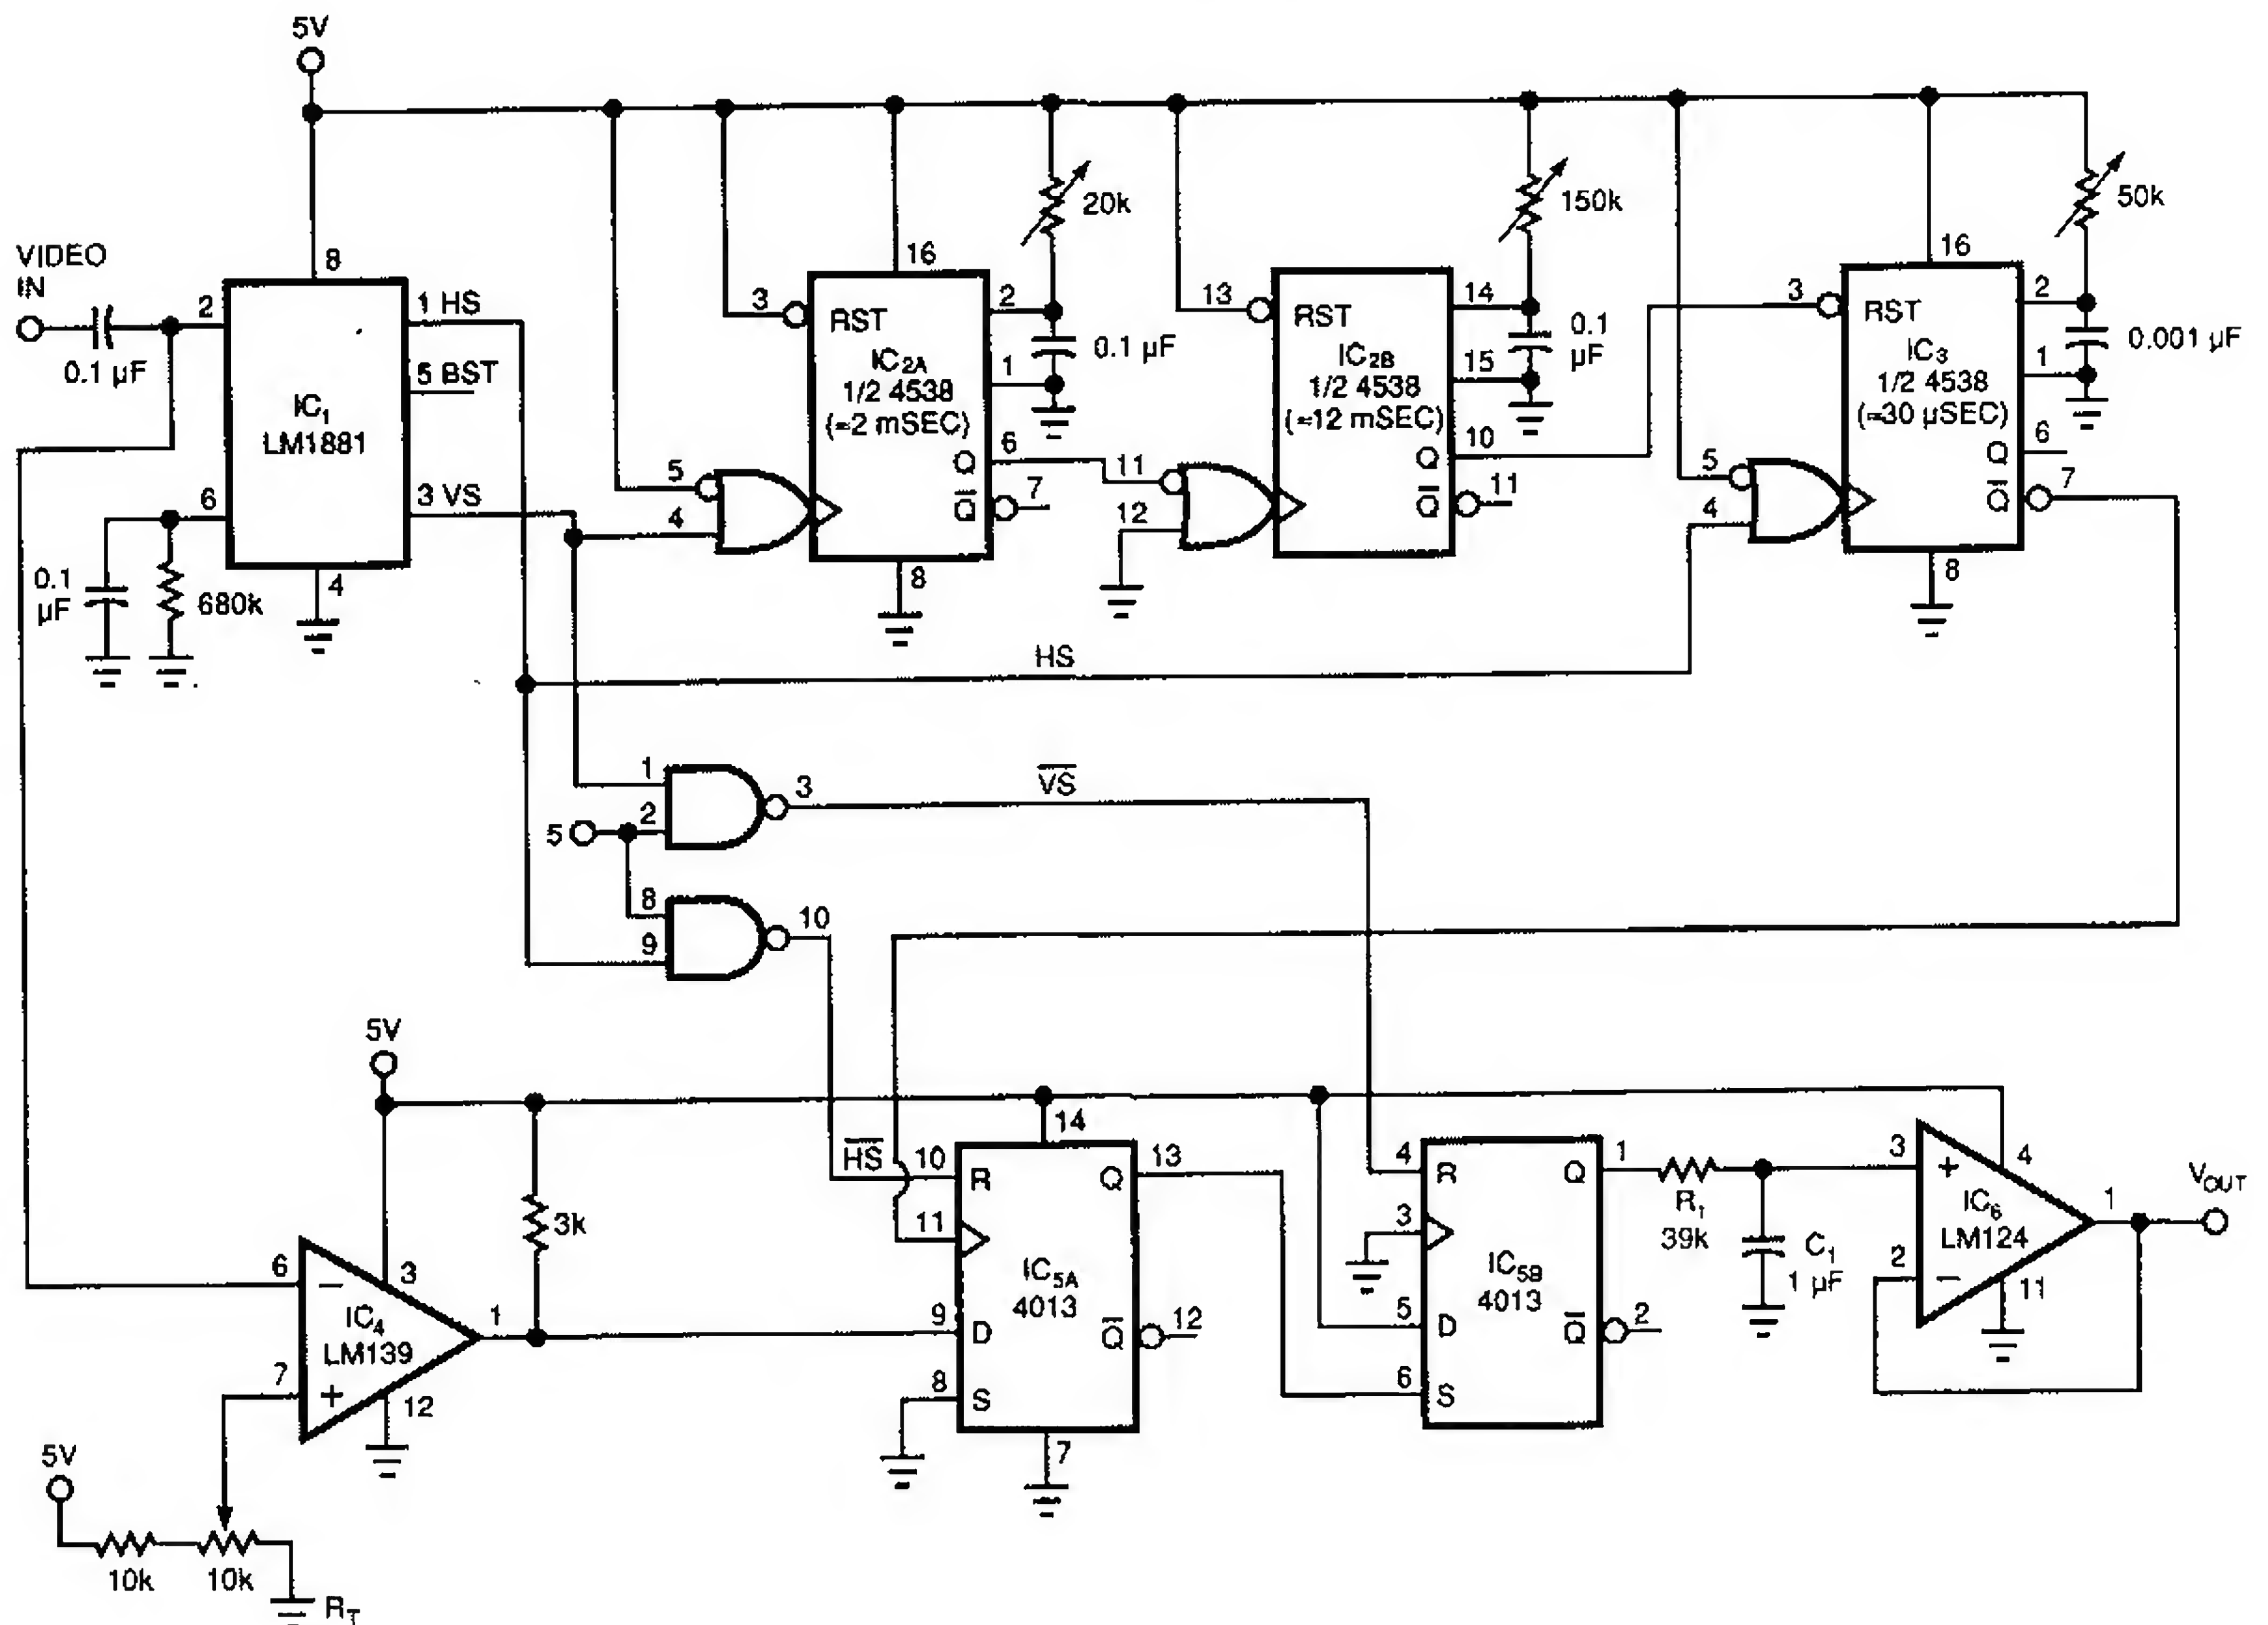 5V
VIDEO
IN
0.1 µF
2
8
1 HS
5 BST
IC1
LM1881
6
3 VS
4
0.1
µF
680k
3
RST
16
IC2A
1/2 4538
(≈2 mSEC)
5
4
2
1
Q 6
Q̅ 7
8
20k
0.1 µF
13
RST
IC2B
1/2 4538
(≈12 mSEC)
11
12
14
15
Q 10
Q̅ 11
150k
0.1
µF
3
RST
16
IC3
1/2 4538
(≈30 µSEC)
5
4
2
1
Q 6
Q̅ 7
8
50k
0.001 µF
HS
1
2
3
5
V̅S̅
8
9
10
5V
3k
6
−
3
IC4
LM139
1
7
+
12
5V
10k
10k
RT
H̅S̅
14
10 R
Q 13
11
IC5A
4013
9 D
Q̅ 12
8 S
7
4 R
Q 1
3
IC5B
4013
5 D
Q̅ 2
6 S
R1
39k
C1
1 µF
3
+
4
IC6
LM124
1
VOUT
2
−
11